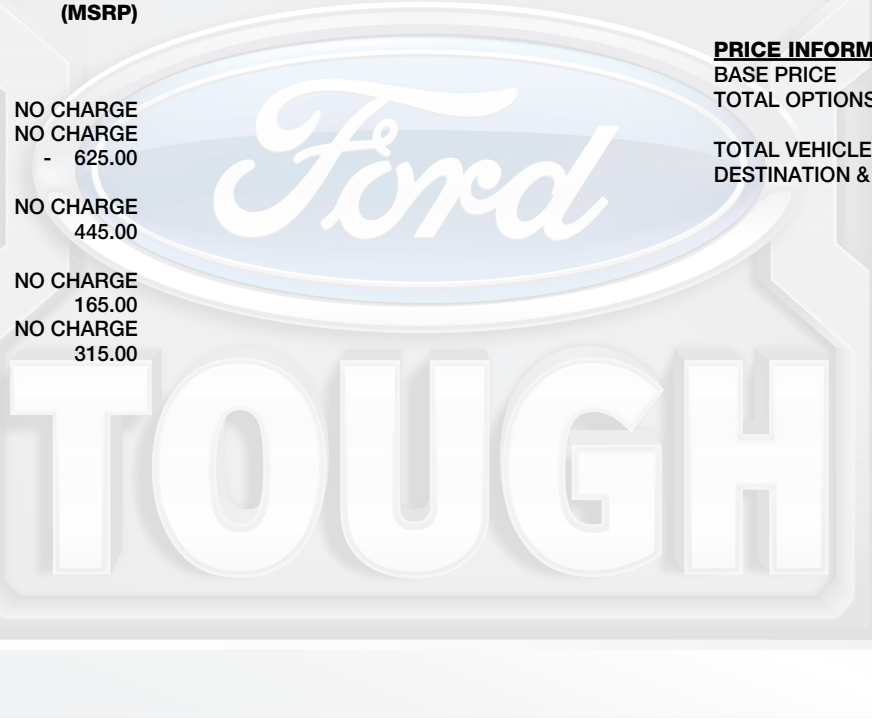 (MSRP)
NO CHARGE
NO CHARGE
- 625.00
NO CHARGE
445.00
NO CHARGE
165.00
NO CHARGE
315.00
PRICE INFORM
BASE PRICE
TOTAL OPTIONS
TOTAL VEHICLE
DESTINATION &
Ford
TOUGH